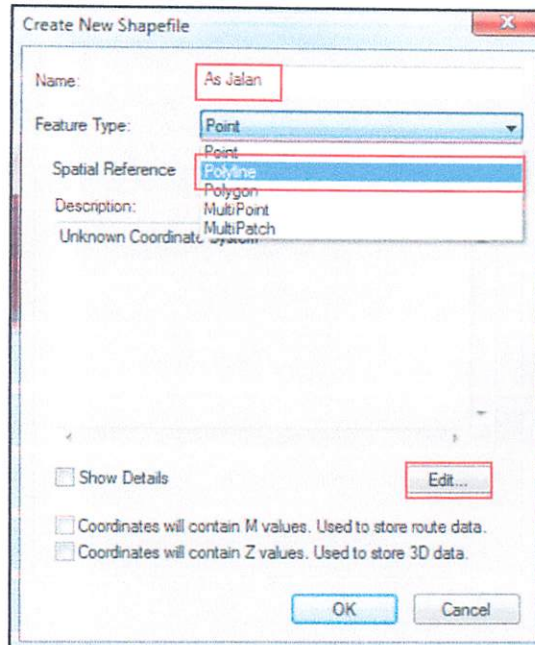 Create New Shapefile
Name: As Jalan
Feature Type: Point
Point
Spatial Reference
Polyline
Polygon
Description:
MultiPoint
MultiPatch
Unknown Coordinate System
Show Details
Edit...
Coordinates will contain M values. Used to store route data.
Coordinates will contain Z values. Used to store 3D data.
OK
Cancel